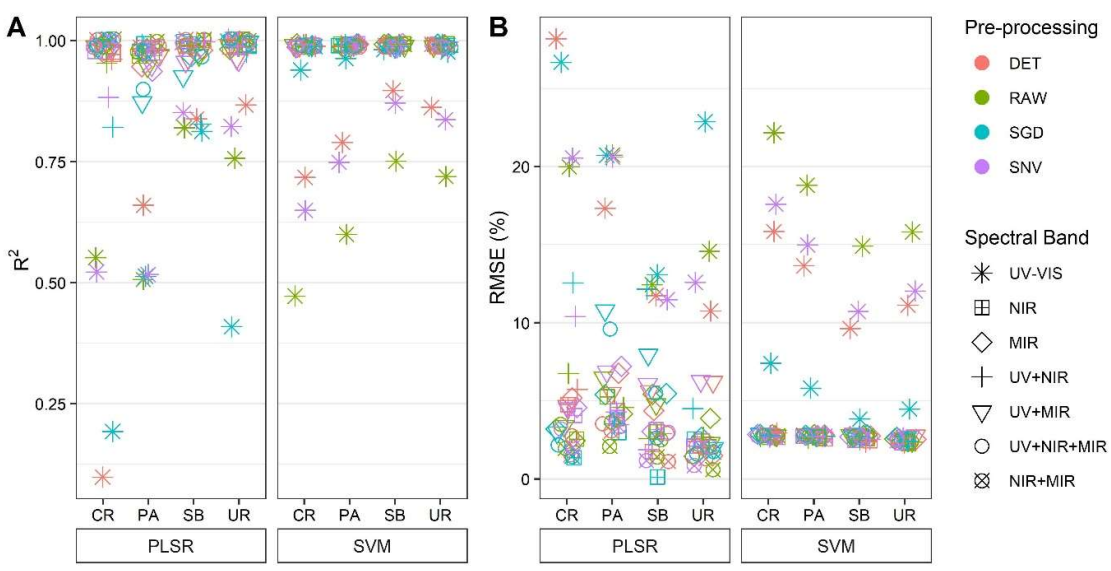 A
B
R²
1.00
0.75
0.50
0.25
CR PA SB UR
PLSR
CR PA SB UR
SVM
RMSE (%)
20
10
0
CR PA SB UR
PLSR
CR PA SB UR
SVM
Pre-processing
DET
RAW
SGD
SNV
Spectral Band
UV-VIS
NIR
MIR
UV+NIR
UV+MIR
UV+NIR+MIR
NIR+MIR